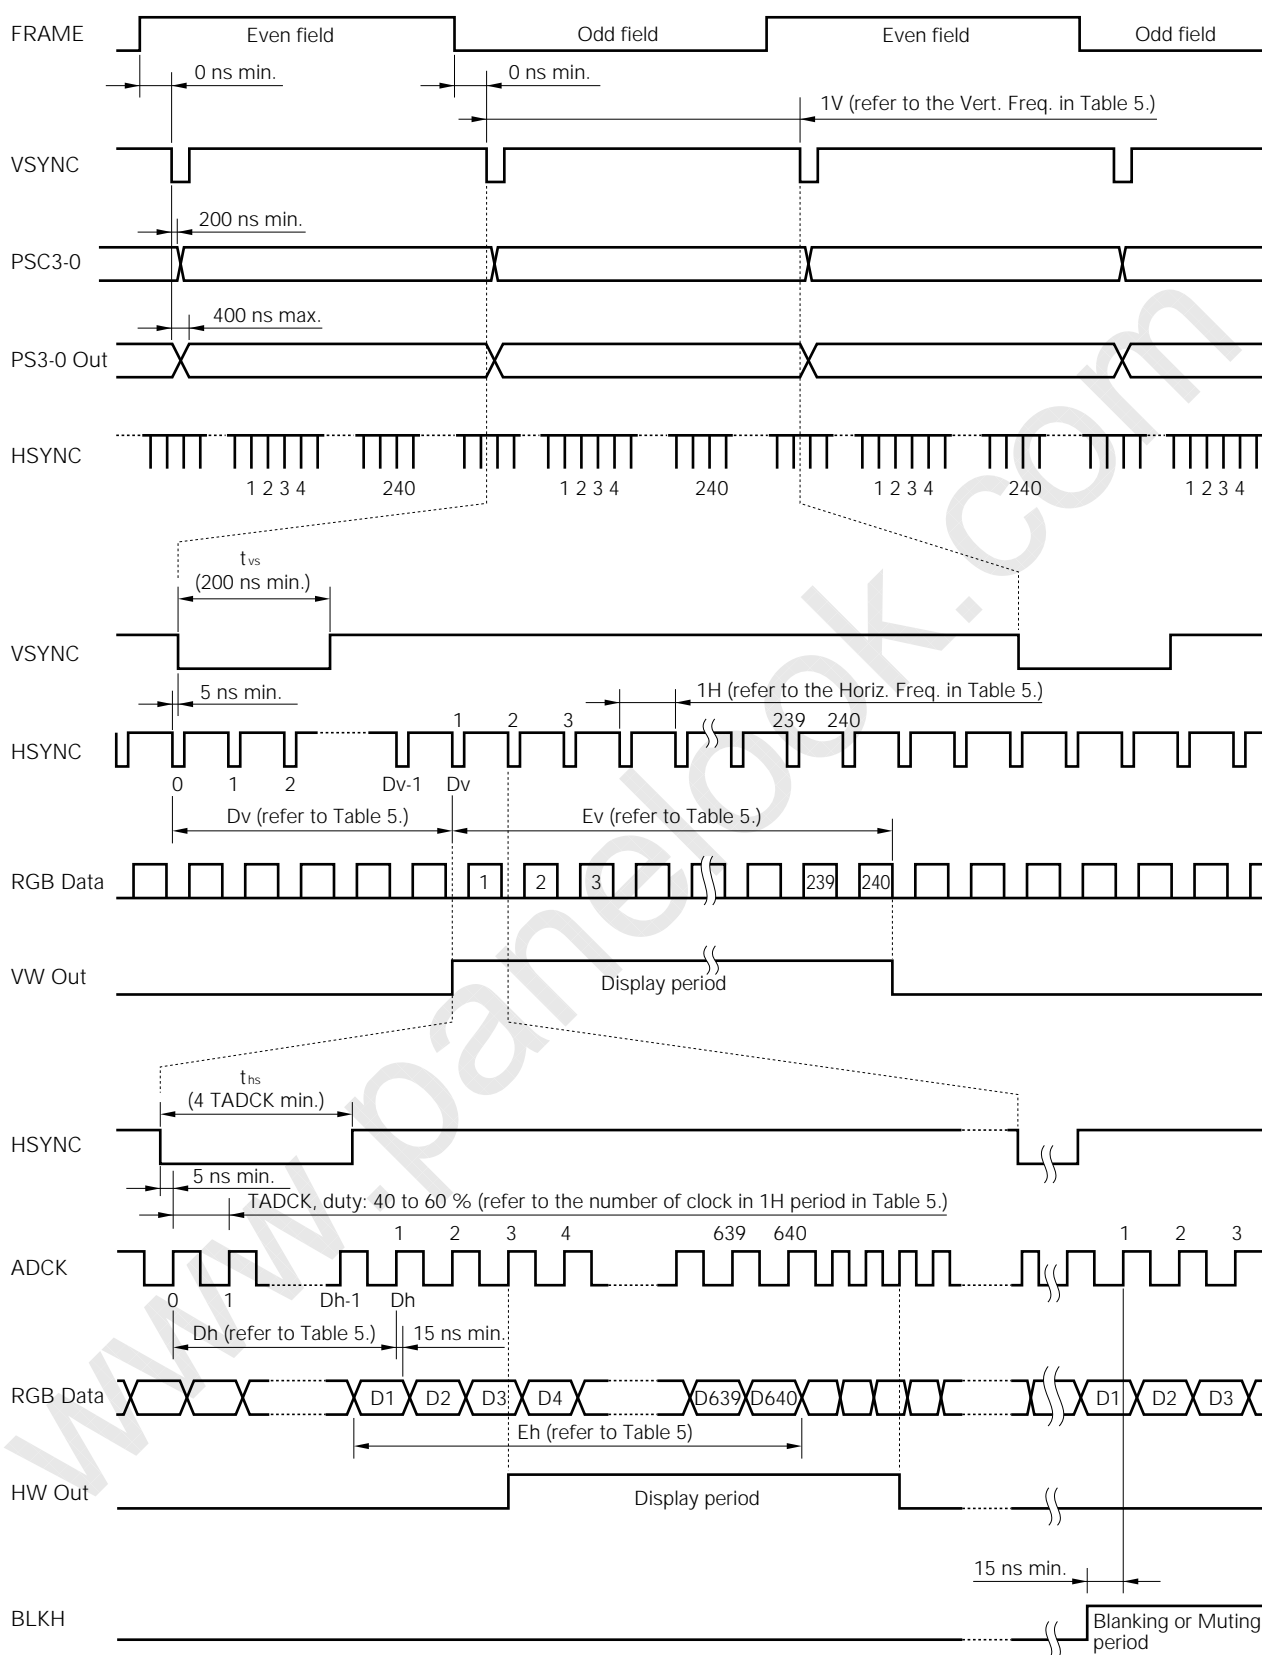 FRAME Even field Odd field Even field Odd field
0 ns min. 0 ns min.
1V (refer to the Vert. Freq. in Table 5.)
VSYNC
200 ns min.
PSC3-0
400 ns max.
PS3-0 Out
HSYNC
1 2 3 4 240 1 2 3 4 240 1 2 3 4 240 1 2 3 4
tvs
(200 ns min.)
VSYNC
5 ns min. 1H (refer to the Horiz. Freq. in Table 5.)
1 2 3 239 240
HSYNC
0 1 2 Dv-1 Dv
Dv (refer to Table 5.) Ev (refer to Table 5.)
RGB Data 1 2 3 239 240
VW Out Display period
ths
(4 TADCK min.)
HSYNC
5 ns min.
TADCK, duty: 40 to 60 % (refer to the number of clock in 1H period in Table 5.)
1 2 3 4 639 640 1 2 3
ADCK
0 1 Dh-1 Dh
Dh (refer to Table 5.) 15 ns min.
RGB Data D1 D2 D3 D4 D639 D640 D1 D2 D3
Eh (refer to Table 5)
HW Out Display period
15 ns min.
BLKH Blanking or Muting
period
www.panelook.com